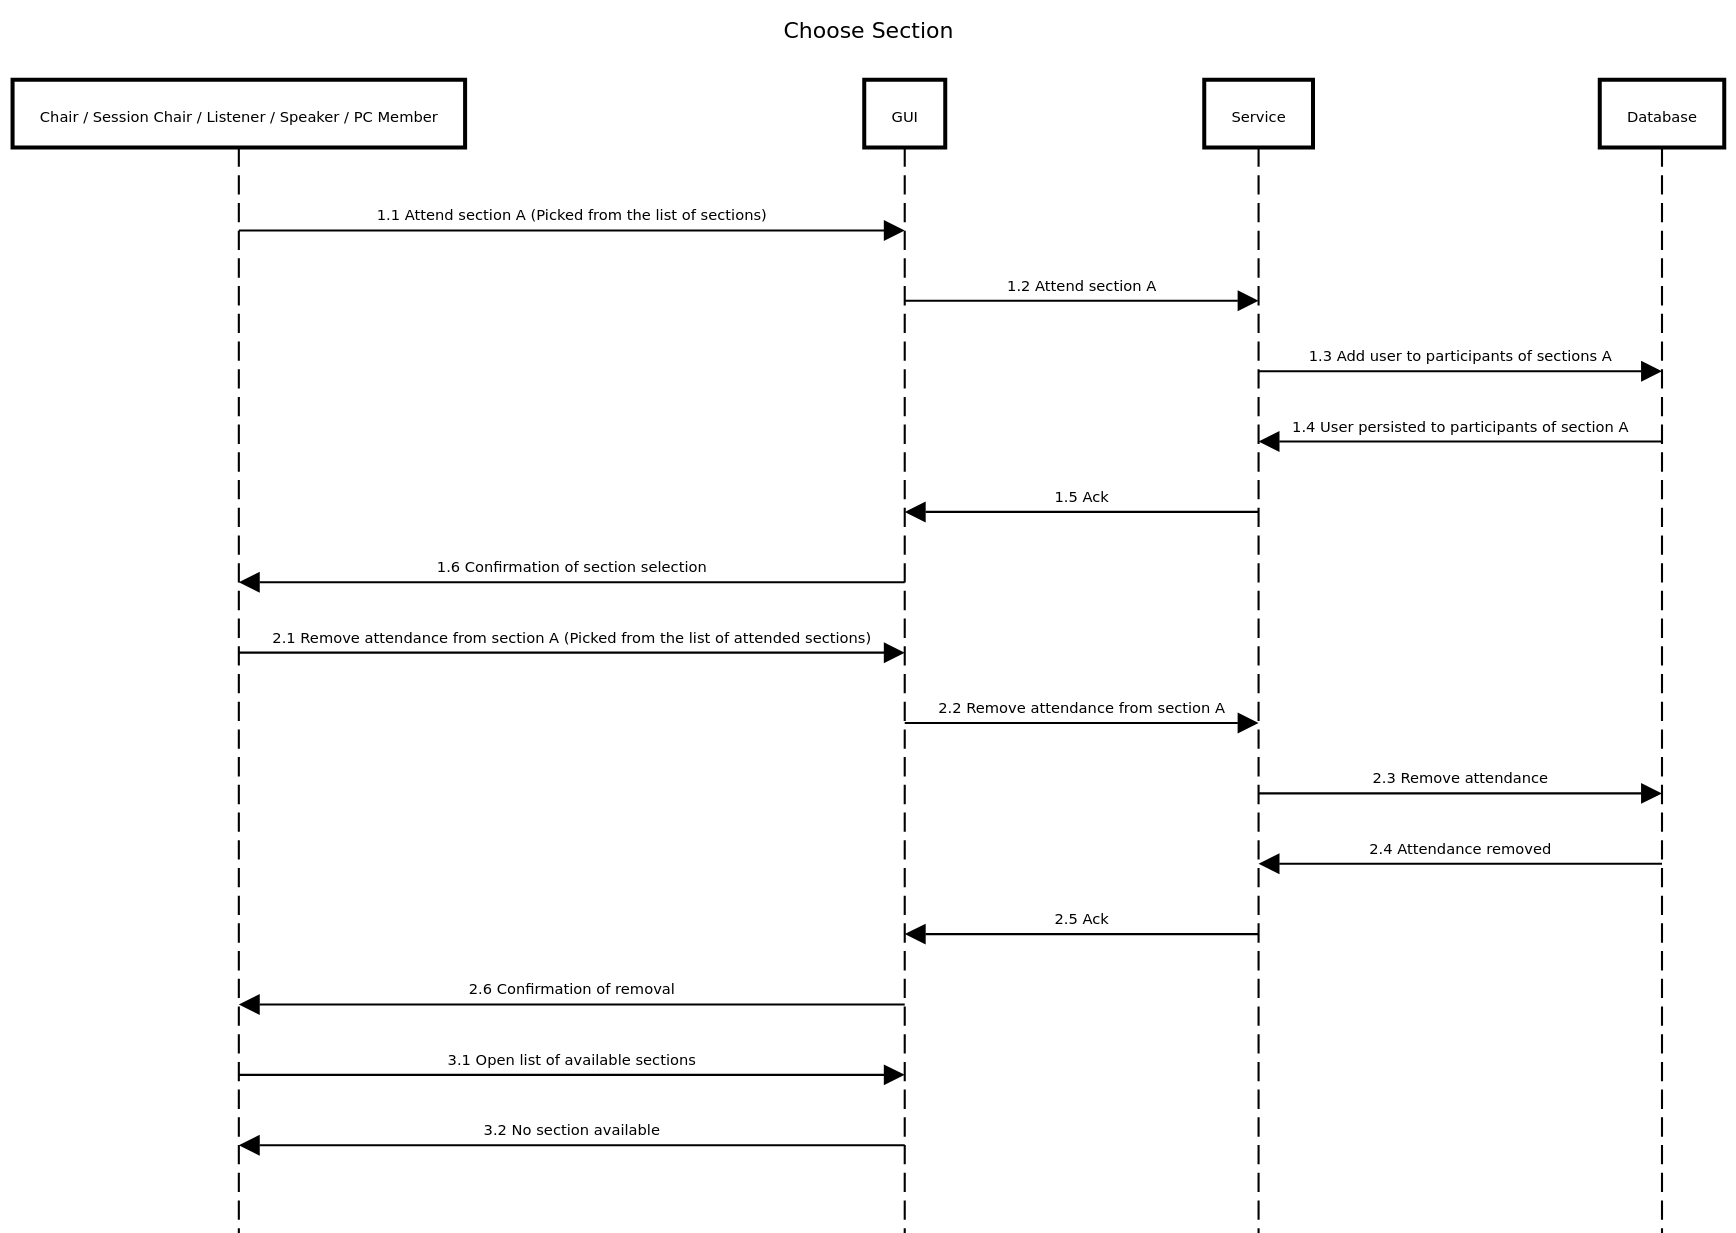 Choose Section
Chair / Session Chair / Listener / Speaker / PC Member
GUI
Service
Database
1.1 Attend section A (Picked from the list of sections)
1.2 Attend section A
1.3 Add user to participants of sections A
1.4 User persisted to participants of section A
1.5 Ack
1.6 Confirmation of section selection
2.1 Remove attendance from section A (Picked from the list of attended sections)
2.2 Remove attendance from section A
2.3 Remove attendance
2.4 Attendance removed
2.5 Ack
2.6 Confirmation of removal
3.1 Open list of available sections
3.2 No section available